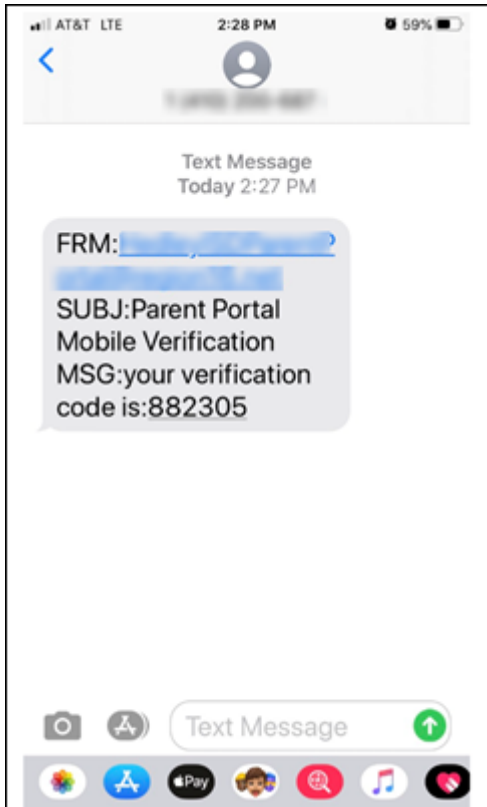 AT&T LTE
2:28 PM
59%
Text Message
Today 2:27 PM
FRM:
SUBJ:Parent Portal
Mobile Verification
MSG:your verification
code is:882305
Text Message
Pay